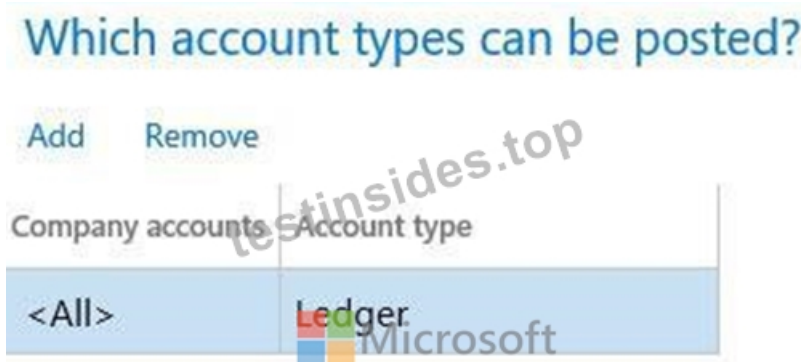 Which account types can be posted?
Add Remove
testinsides.top
Company accounts Account type
<All> Ledger
Microsoft